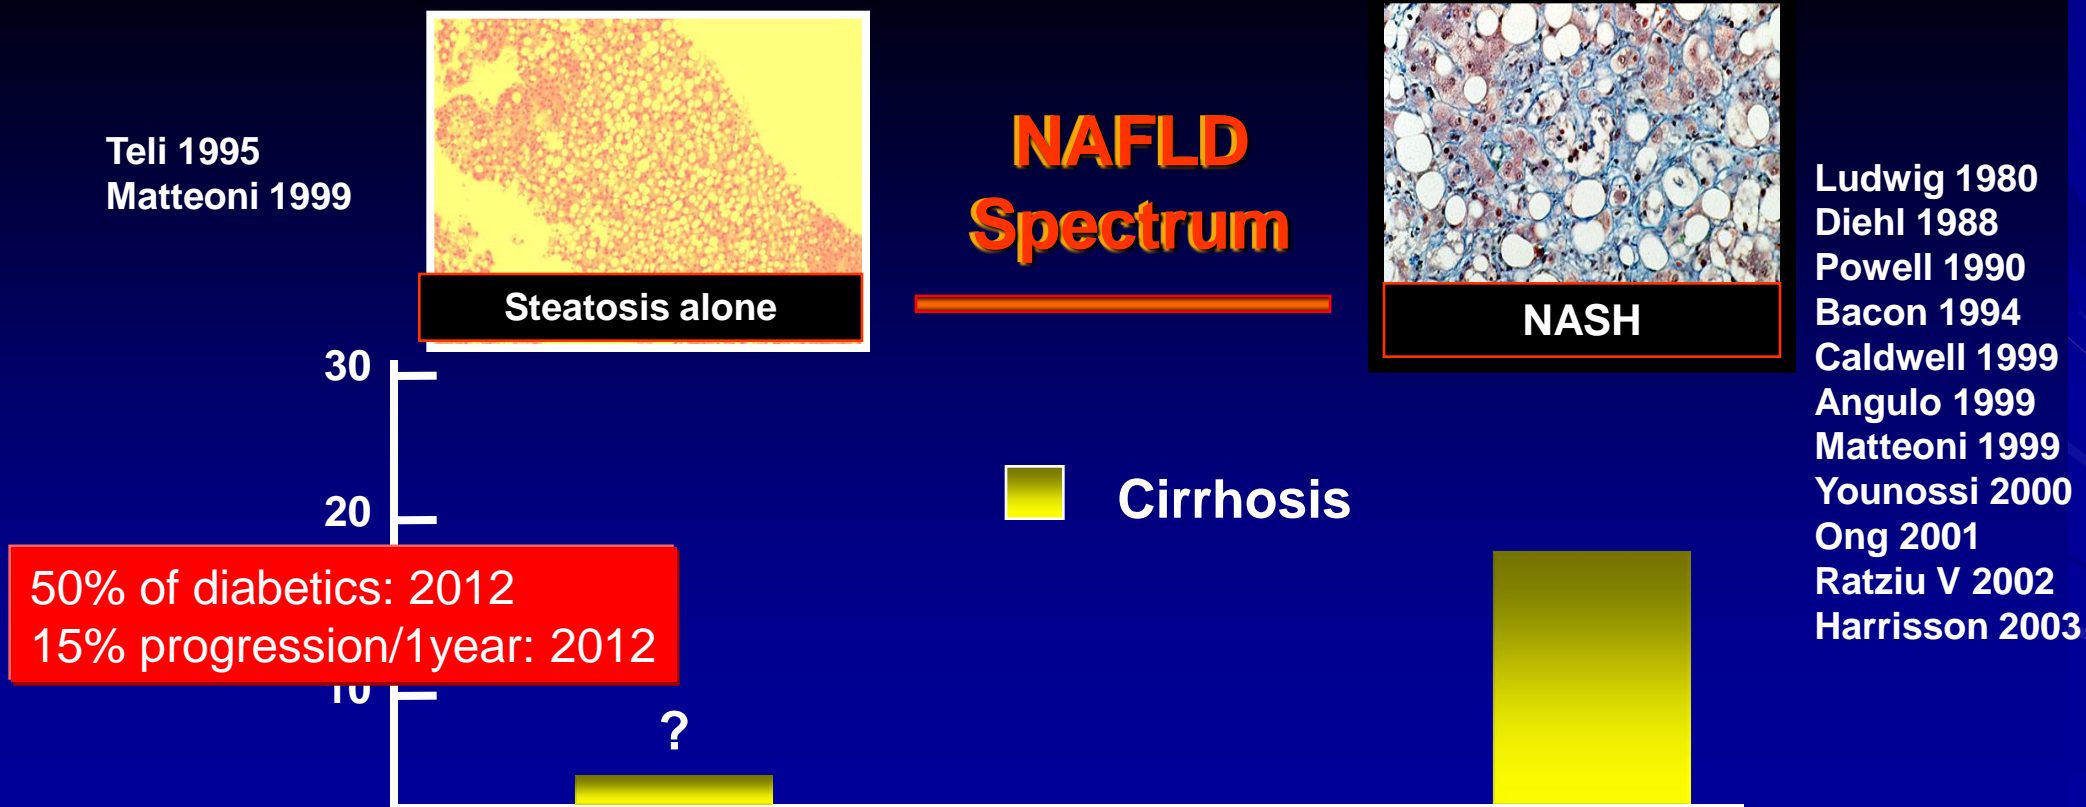 Teli 1995
Matteoni 1999
Steatosis alone
NAFLD
Spectrum
NASH
Ludwig 1980
Diehl 1988
Powell 1990
Bacon 1994
Caldwell 1999
Angulo 1999
Matteoni 1999
Younossi 2000
Ong 2001
Ratziu V 2002
Harrisson 2003
30
20
10
Cirrhosis
50% of diabetics: 2012
15% progression/1year: 2012
?